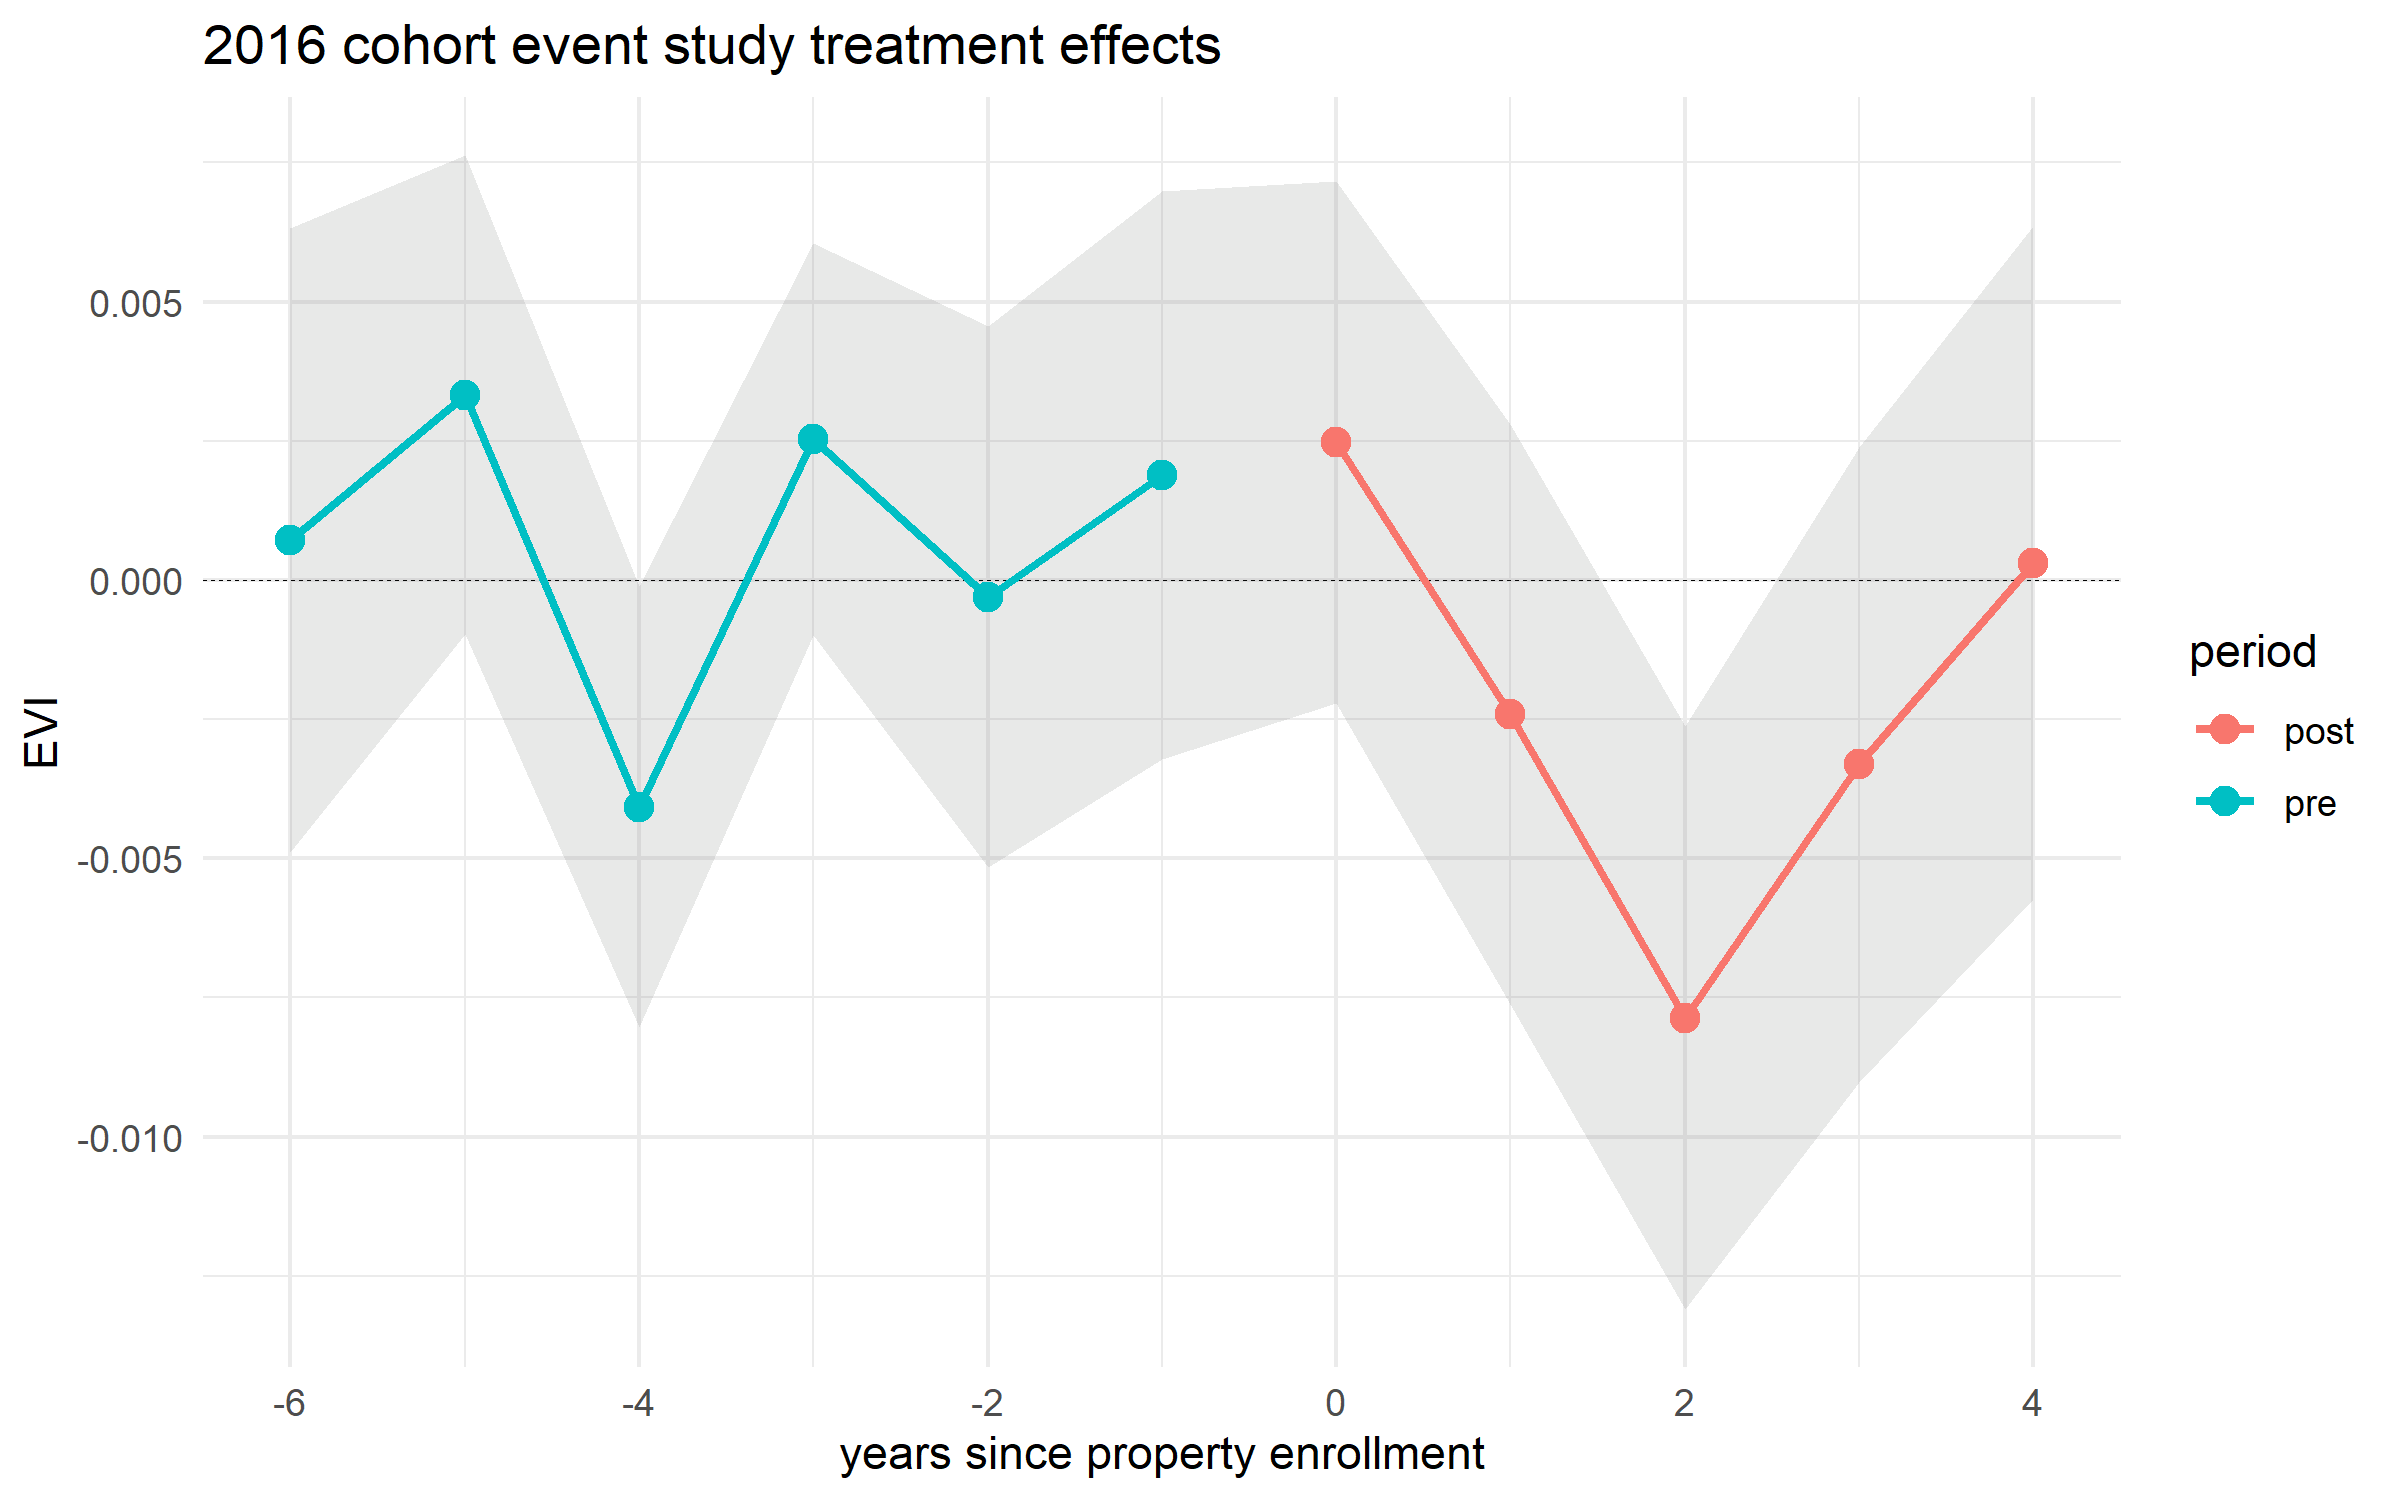 2016 cohort event study treatment effects
0.005
0.000
-0.005
-0.010
EVI
-6 -4 -2 0 2 4
years since property enrollment
period
post
pre